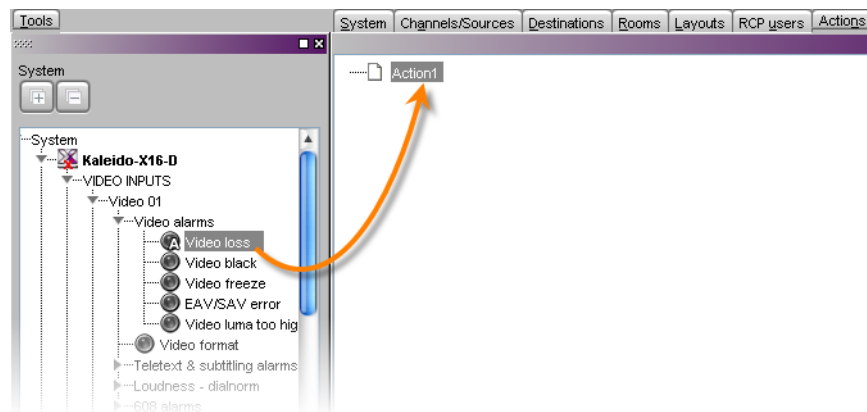 Tools
System Channels/Sources Destinations Rooms Layouts RCP users Actions
System
Action1
System
Kaleido-X16-D
VIDEO INPUTS
Video 01
Video alarms
A Video loss
Video black
Video freeze
EAV/SAV error
Video luma too hig
Video format
Teletext & subtitling alarms
Loudness - dialnorm
608 alarms